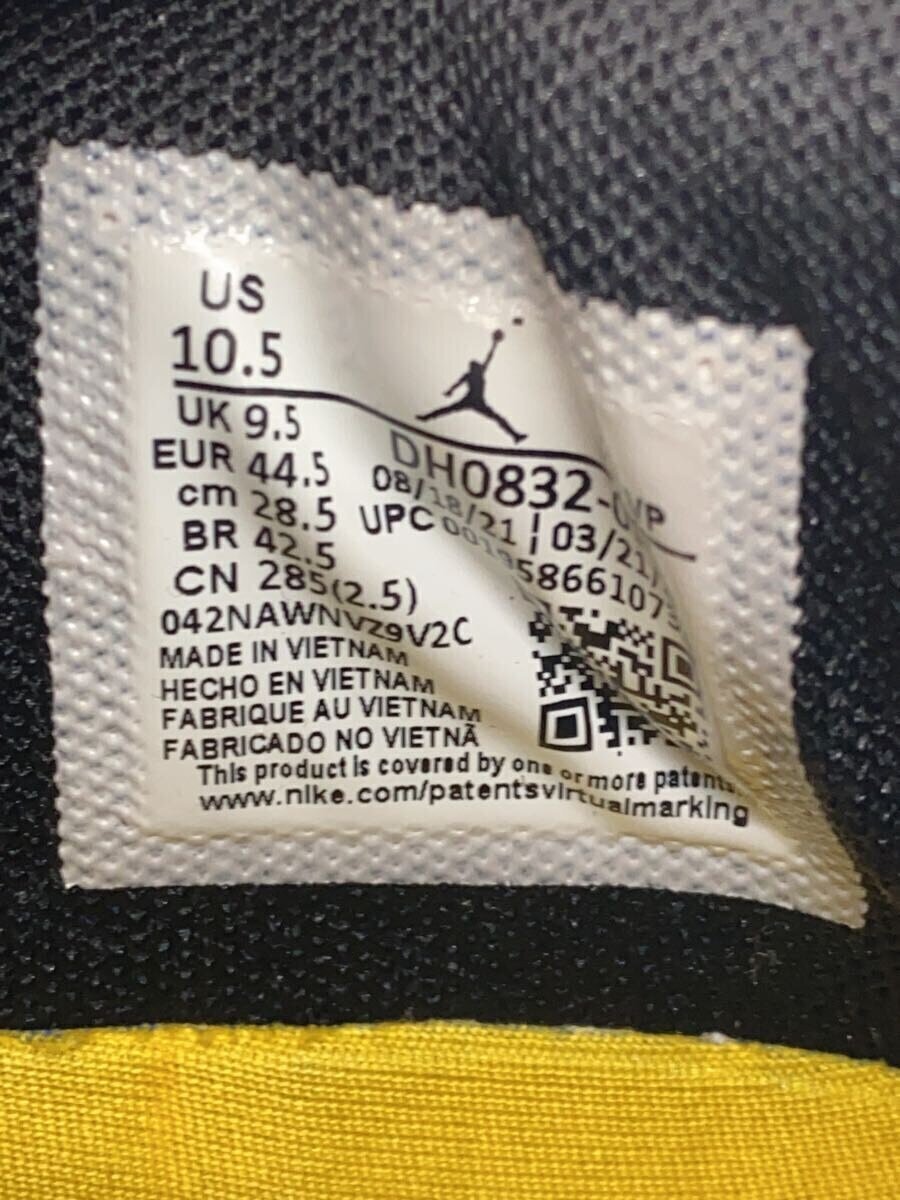 US
10.5
UK 9.5
EUR 44.5
cm 28.5
BR 42.5
CN 285(2.5)
VP
08/18/21
03/21/
UPC
042NAWNVZ9V2C
MADE IN VIETNAM
HECHO EN VIETNAM
FABRIQUE AU VIETNAM
FABRICADO NO VIETNÃ
This product is covered by one or more patents
www.nike.com/patentsvirtualmarking